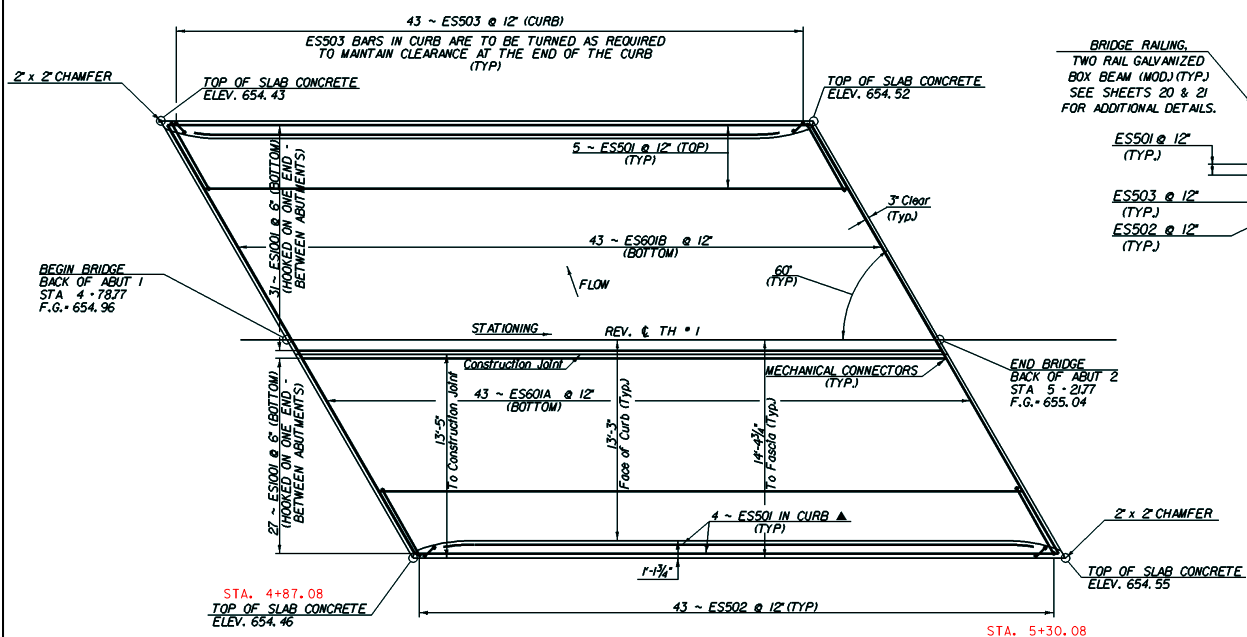 43 ~ ES503 @ 12" (CURB)
ES503 BARS IN CURB ARE TO BE TURNED AS REQUIRED
TO MAINTAIN CLEARANCE AT THE END OF THE CURB
(TYP)
2" x 2" CHAMFER
TOP OF SLAB CONCRETE
ELEV. 654.43
TOP OF SLAB CONCRETE
ELEV. 654.52
BRIDGE RAILING,
TWO RAIL GALVANIZED
BOX BEAM (MOD.) (TYP.)
SEE SHEETS 20 & 21
FOR ADDITIONAL DETAILS.
ES501 @ 12"
(TYP.)
ES503 @ 12"
(TYP.)
ES502 @ 12"
(TYP.)
5 ~ ES501 @ 12" (TOP)
(TYP)
31 ~ ES1001 @ 6" (BOTTOM)
(HOOKED ON ONE END -
BETWEEN ABUTMENTS)
3" Clear
(Typ.)
43 ~ ES601B @ 12"
(BOTTOM)
BEGIN BRIDGE
BACK OF ABUT 1
STA 4+78.77
F.G.= 654.96
FLOW
60°
(TYP)
STATIONING
REV. ℄ TH # 1
Construction Joint
MECHANICAL CONNECTORS
(TYP.)
END BRIDGE
BACK OF ABUT 2
STA 5+21.77
F.G.= 655.04
43 ~ ES601A @ 12"
(BOTTOM)
27 ~ ES1001 @ 6" (BOTTOM)
(HOOKED ON ONE END -
BETWEEN ABUTMENTS)
13'-5"
To Construction Joint
13'-3"
Face of Curb (Typ.)
14'-4¾"
To Fascia (Typ.)
4 ~ ES501 IN CURB ▲
(TYP)
1'-1¾"
2" x 2" CHAMFER
TOP OF SLAB CONCRETE
ELEV. 654.55
STA. 4+87.08
TOP OF SLAB CONCRETE
ELEV. 654.46
43 ~ ES502 @ 12" (TYP)
STA. 5+30.08